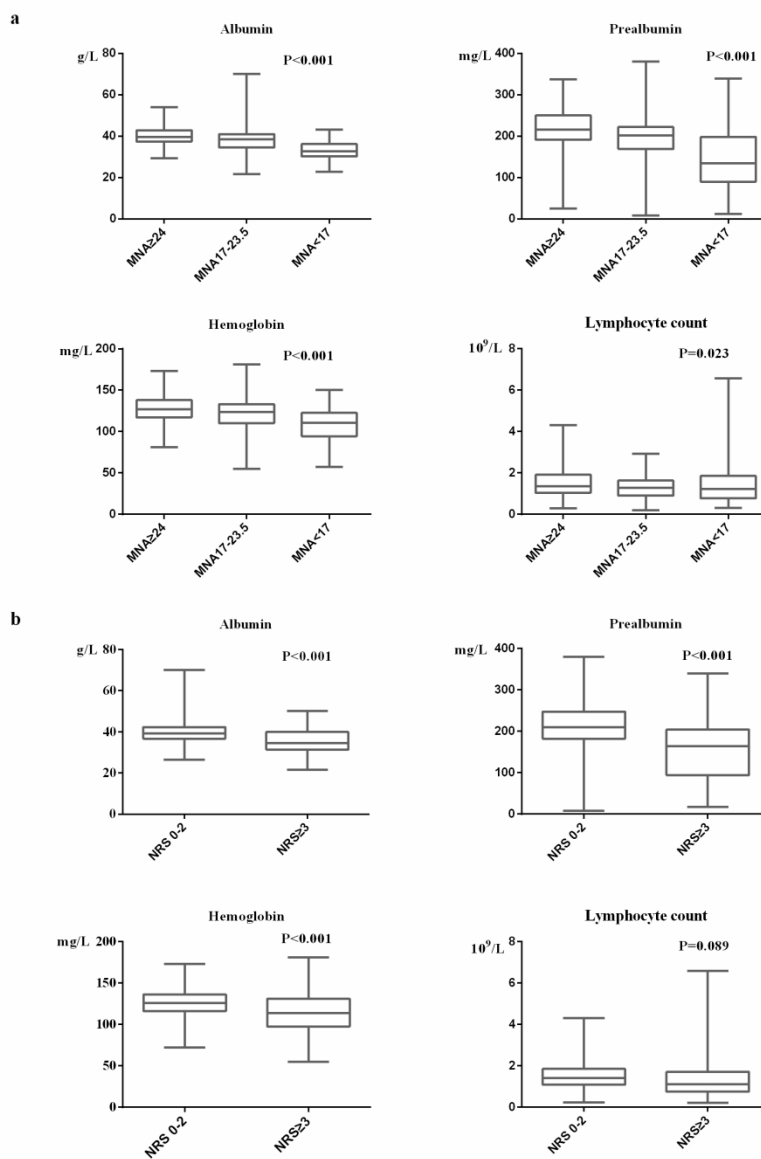 a
Albumin
g/L
P<0.001
80
60
40
20
0
MNA≥24
MNA17-23.5
MNA<17
Prealbumin
mg/L
P<0.001
400
300
200
100
0
MNA≥24
MNA17-23.5
MNA<17
Hemoglobin
mg/L
P<0.001
200
150
100
50
0
MNA≥24
MNA17-23.5
MNA<17
Lymphocyte count
10⁹/L
P=0.023
8
6
4
2
0
MNA≥24
MNA17-23.5
MNA<17
b
Albumin
g/L
P<0.001
80
60
40
20
0
NRS 0-2
NRS≥3
Prealbumin
mg/L
P<0.001
400
300
200
100
0
NRS 0-2
NRS≥3
Hemoglobin
mg/L
P<0.001
200
150
100
50
0
NRS 0-2
NRS≥3
Lymphocyte count
10⁹/L
P=0.089
8
6
4
2
0
NRS 0-2
NRS≥3